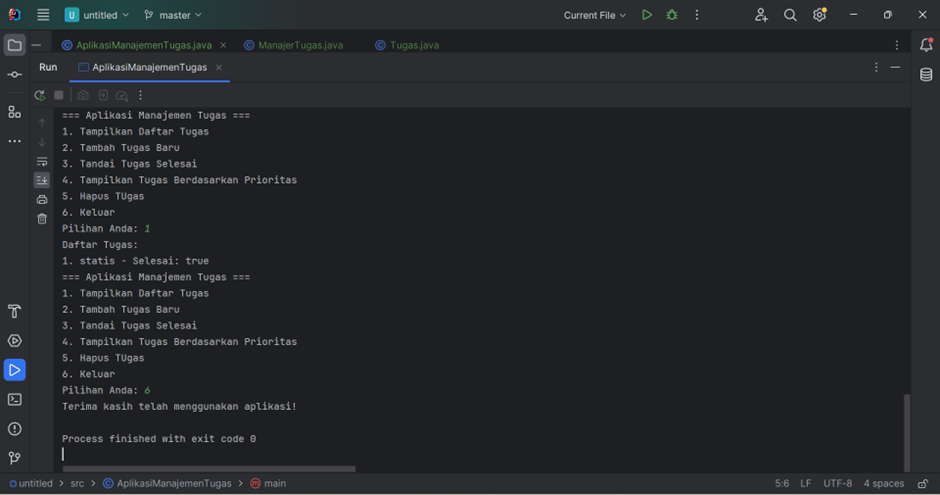 U untitled master Current File
AplikasiManajemenTugas.java ManajerTugas.java Tugas.java
Run AplikasiManajemenTugas
=== Aplikasi Manajemen Tugas ===
1. Tampilkan Daftar Tugas
2. Tambah Tugas Baru
3. Tandai Tugas Selesai
4. Tampilkan Tugas Berdasarkan Prioritas
5. Hapus TUgas
6. Keluar
Pilihan Anda: 1
Daftar Tugas:
1. statis - Selesai: true
=== Aplikasi Manajemen Tugas ===
1. Tampilkan Daftar Tugas
2. Tambah Tugas Baru
3. Tandai Tugas Selesai
4. Tampilkan Tugas Berdasarkan Prioritas
5. Hapus TUgas
6. Keluar
Pilihan Anda: 6
Terima kasih telah menggunakan aplikasi!
Process finished with exit code 0
untitled > src > AplikasiManajemenTugas > main 5:6 LF UTF-8 4 spaces